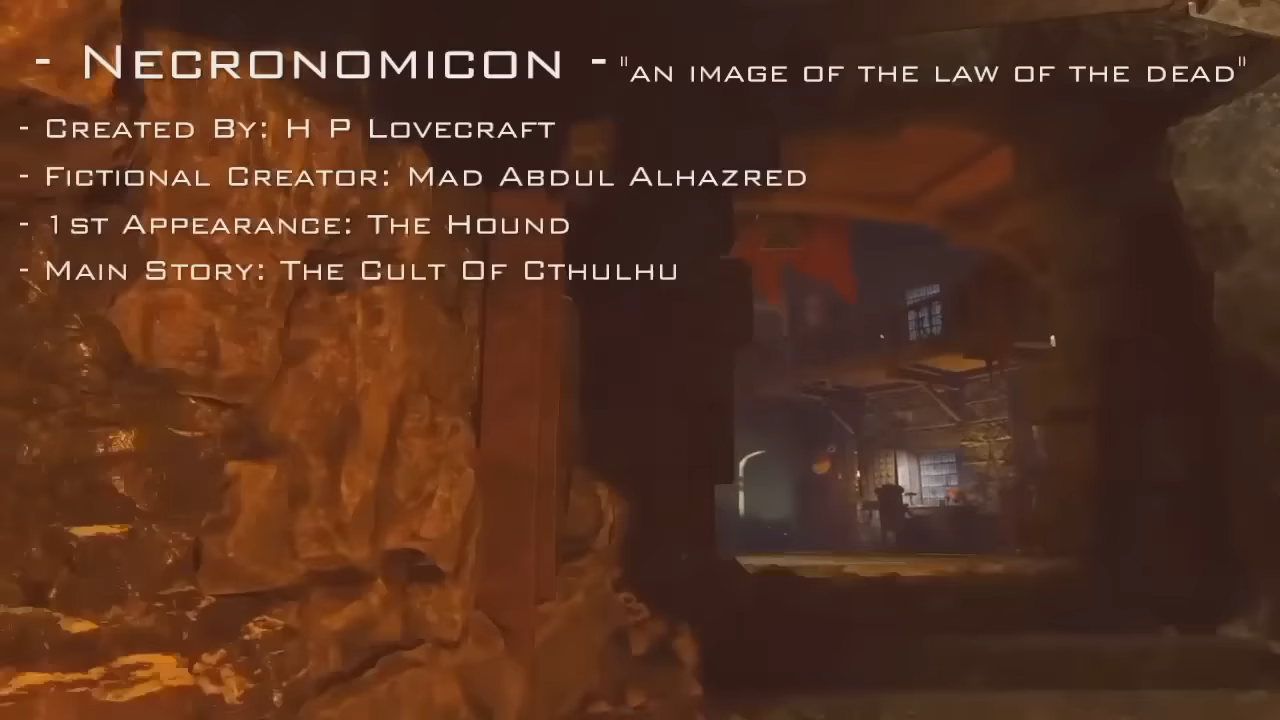 - Necronomicon - "an image of the law of the dead"
- Created By: H P Lovecraft
- Fictional Creator: Mad Abdul Alhazred
- 1st Appearance: The Hound
- Main Story: The Cult Of Cthulhu